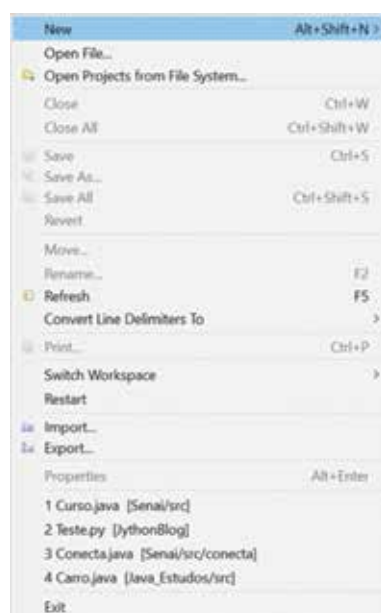 New Alt+Shift+N >
Open File...
Open Projects from File System...
Close Ctrl+W
Close All Ctrl+Shift+W
Save Ctrl+S
Save As...
Save All Ctrl+Shift+S
Revert
Move...
Rename... F2
Refresh F5
Convert Line Delimiters To >
Print... Ctrl+P
Switch Workspace >
Restart
Import...
Export...
Properties Alt+Enter
1 Curso.java [Senai/src]
2 Teste.py [JythonBlog]
3 Conecta.java [Senai/src/conecta]
4 Carro.java [Java_Estudos/src]
Exit